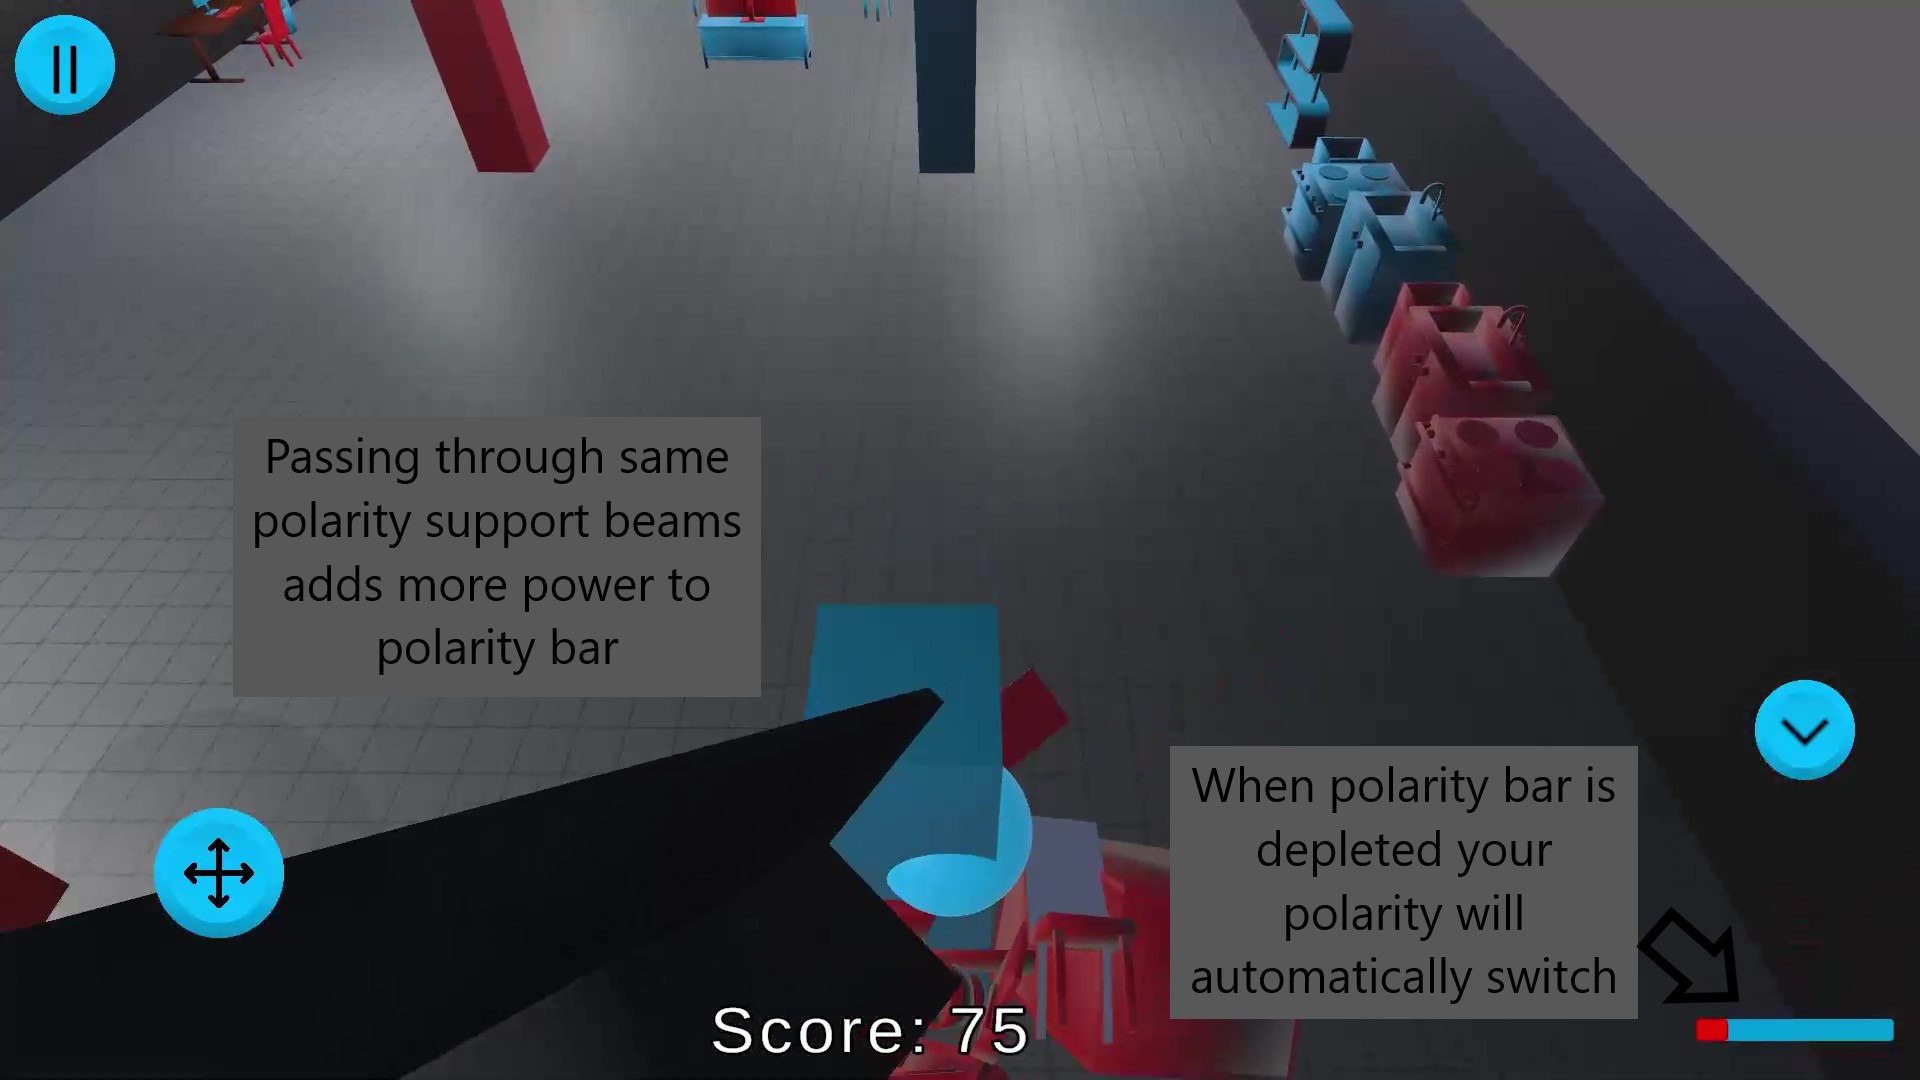 Passing through same
polarity support beams
adds more power to
polarity bar
When polarity bar is
depleted your
polarity will
automatically switch
Score: 75